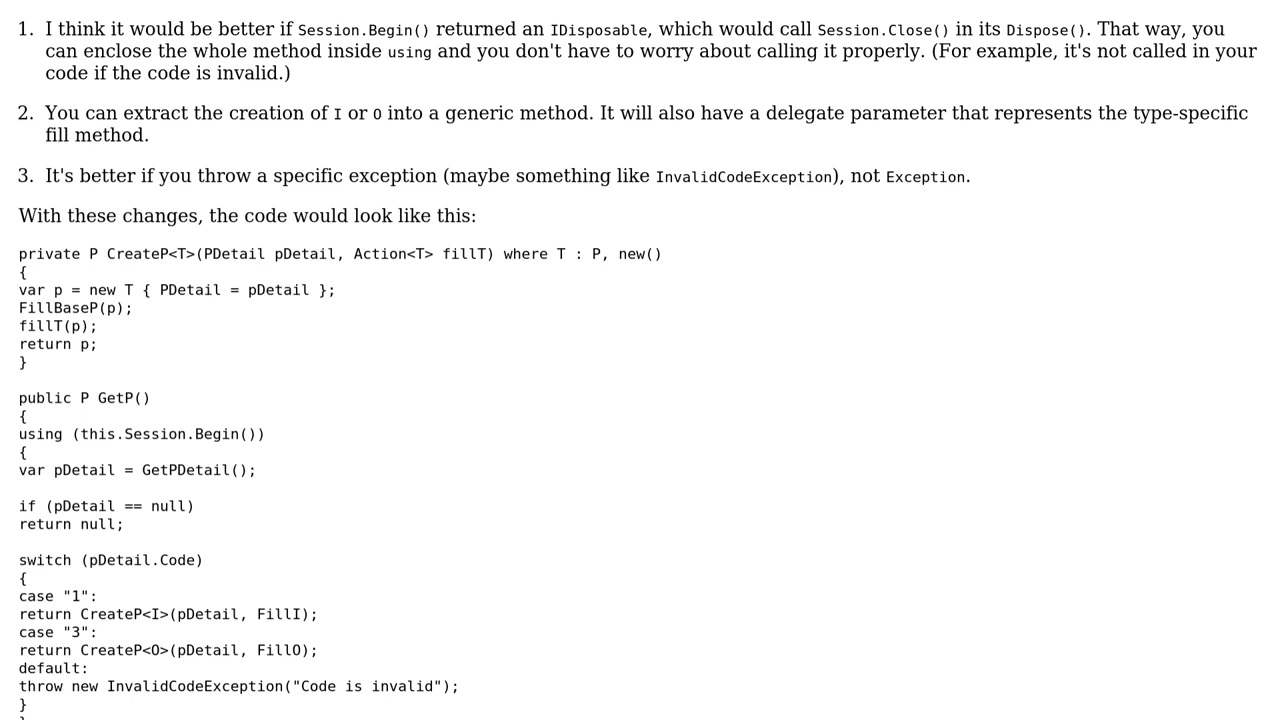 1. I think it would be better if Session.Begin() returned an IDisposable, which would call Session.Close() in its Dispose(). That way, you
can enclose the whole method inside using and you don't have to worry about calling it properly. (For example, it's not called in your
code if the code is invalid.)
2. You can extract the creation of I or O into a generic method. It will also have a delegate parameter that represents the type-specific
fill method.
3. It's better if you throw a specific exception (maybe something like InvalidCodeException), not Exception.
With these changes, the code would look like this:
private P CreateP<T>(PDetail pDetail, Action<T> fillT) where T : P, new()
{
var p = new T { PDetail = pDetail };
FillBaseP(p);
fillT(p);
return p;
}
public P GetP()
{
using (this.Session.Begin())
{
var pDetail = GetPDetail();
if (pDetail == null)
return null;
switch (pDetail.Code)
{
case "1":
return CreateP<I>(pDetail, FillI);
case "3":
return CreateP<O>(pDetail, FillO);
default:
throw new InvalidCodeException("Code is invalid");
}
}